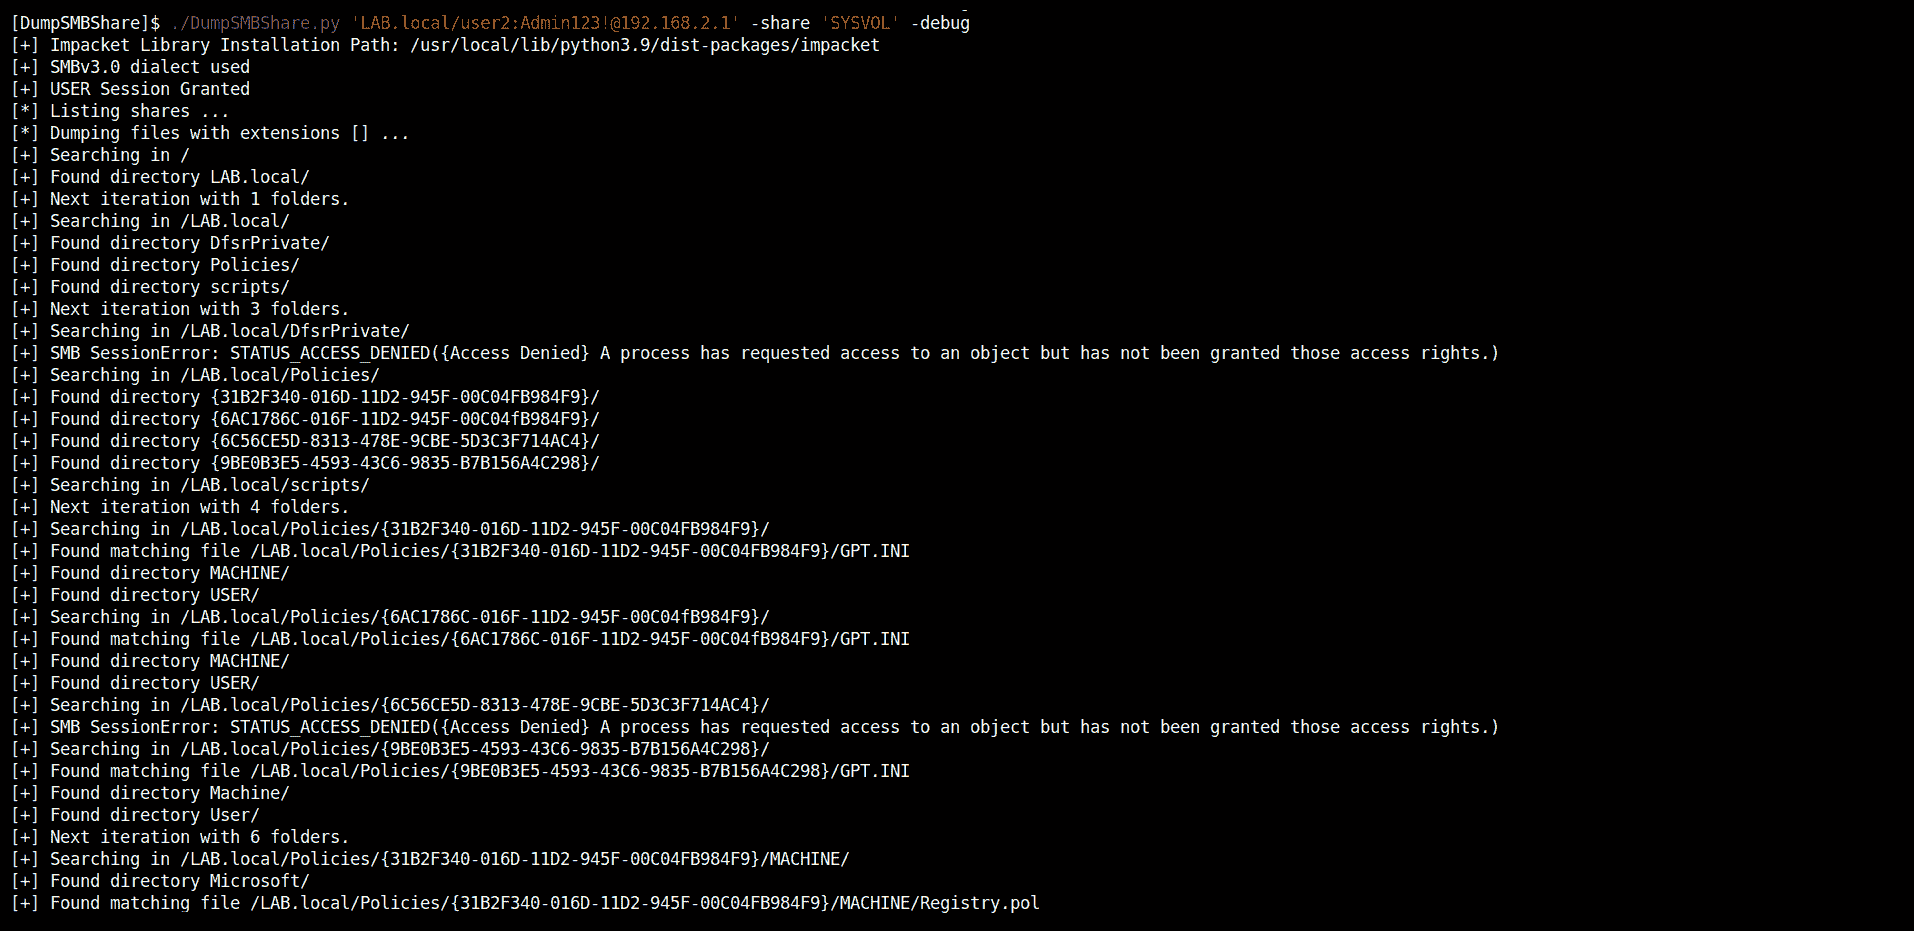 [DumpSMBShare]$ ./DumpSMBShare.py 'LAB.local/user2:Admin123!@192.168.2.1' -share 'SYSVOL' -debug
[+] Impacket Library Installation Path: /usr/local/lib/python3.9/dist-packages/impacket
[+] SMBv3.0 dialect used
[+] USER Session Granted
[*] Listing shares ...
[*] Dumping files with extensions [] ...
[+] Searching in /
[+] Found directory LAB.local/
[+] Next iteration with 1 folders.
[+] Searching in /LAB.local/
[+] Found directory DfsrPrivate/
[+] Found directory Policies/
[+] Found directory scripts/
[+] Next iteration with 3 folders.
[+] Searching in /LAB.local/DfsrPrivate/
[+] SMB SessionError: STATUS_ACCESS_DENIED({Access Denied} A process has requested access to an object but has not been granted those access rights.)
[+] Searching in /LAB.local/Policies/
[+] Found directory {31B2F340-016D-11D2-945F-00C04FB984F9}/
[+] Found directory {6AC1786C-016F-11D2-945F-00C04fB984F9}/
[+] Found directory {6C56CE5D-8313-478E-9CBE-5D3C3F714AC4}/
[+] Found directory {9BE0B3E5-4593-43C6-9835-B7B156A4C298}/
[+] Searching in /LAB.local/scripts/
[+] Next iteration with 4 folders.
[+] Searching in /LAB.local/Policies/{31B2F340-016D-11D2-945F-00C04FB984F9}/
[+] Found matching file /LAB.local/Policies/{31B2F340-016D-11D2-945F-00C04FB984F9}/GPT.INI
[+] Found directory MACHINE/
[+] Found directory USER/
[+] Searching in /LAB.local/Policies/{6AC1786C-016F-11D2-945F-00C04fB984F9}/
[+] Found matching file /LAB.local/Policies/{6AC1786C-016F-11D2-945F-00C04fB984F9}/GPT.INI
[+] Found directory MACHINE/
[+] Found directory USER/
[+] Searching in /LAB.local/Policies/{6C56CE5D-8313-478E-9CBE-5D3C3F714AC4}/
[+] SMB SessionError: STATUS_ACCESS_DENIED({Access Denied} A process has requested access to an object but has not been granted those access rights.)
[+] Searching in /LAB.local/Policies/{9BE0B3E5-4593-43C6-9835-B7B156A4C298}/
[+] Found matching file /LAB.local/Policies/{9BE0B3E5-4593-43C6-9835-B7B156A4C298}/GPT.INI
[+] Found directory Machine/
[+] Found directory User/
[+] Next iteration with 6 folders.
[+] Searching in /LAB.local/Policies/{31B2F340-016D-11D2-945F-00C04FB984F9}/MACHINE/
[+] Found directory Microsoft/
[+] Found matching file /LAB.local/Policies/{31B2F340-016D-11D2-945F-00C04FB984F9}/MACHINE/Registry.pol